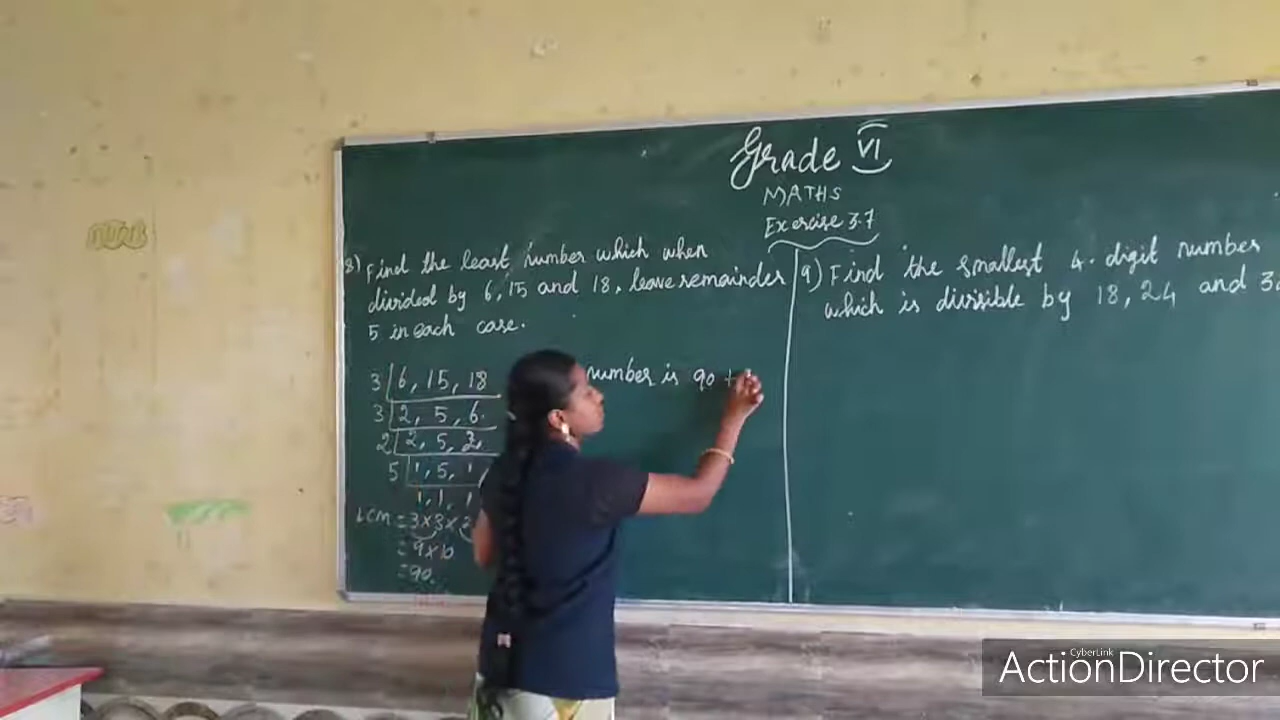 Grade VI
MATHS
Exercise 3.7
8) Find the least number which when
divided by 6, 15 and 18, leave remainder
5 in each case.
3 6, 15, 18
3 2, 5, 6.
2 2, 5, 2.
5 1, 5, 1
1, 1, 1
LCM = 3 × 3 × 2
= 9 × 10
= 90.
number is 90 +
9) Find the smallest 4. digit number
which is divisible by 18, 24 and
CyberLink
ActionDirector